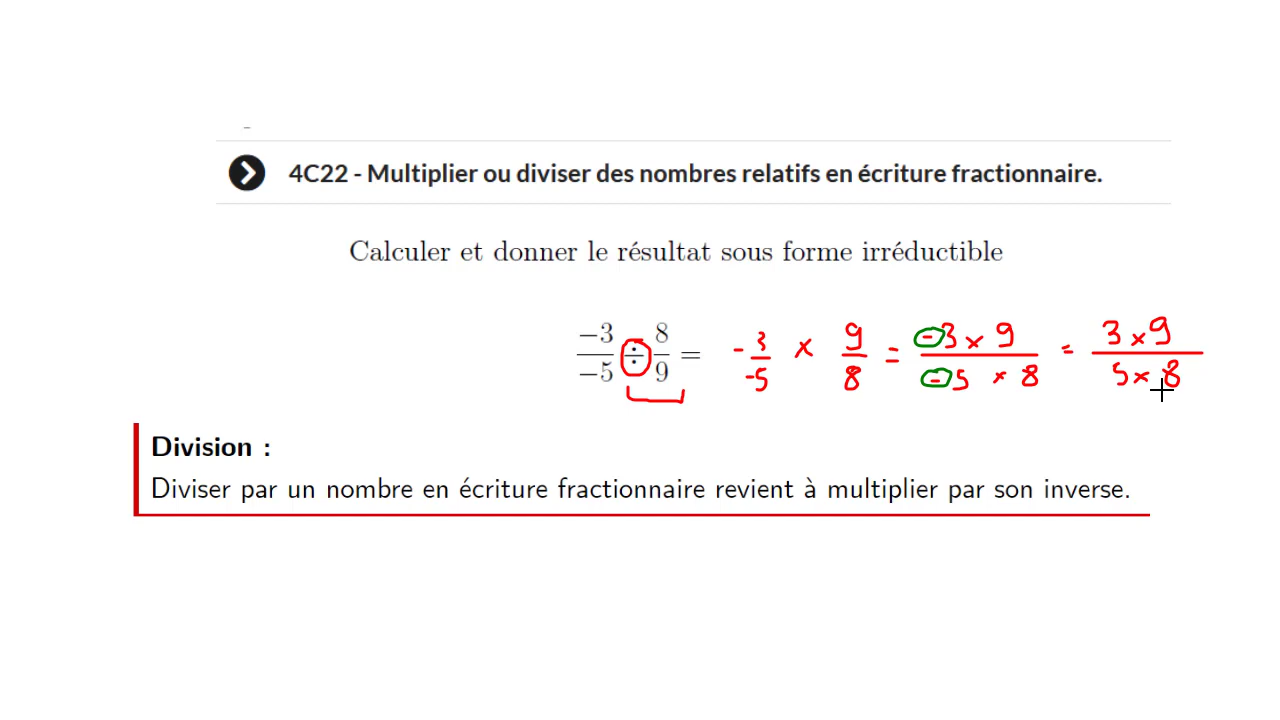 4C22 - Multiplier ou diviser des nombres relatifs en écriture fractionnaire.
Calculer et donner le résultat sous forme irréductible
−3/−5 ÷ 8/9 = -3/-5 × 9/8 = -3 × 9/-5 × 8 = 3 × 9/5 × 8
Division :
Diviser par un nombre en écriture fractionnaire revient à multiplier par son inverse.